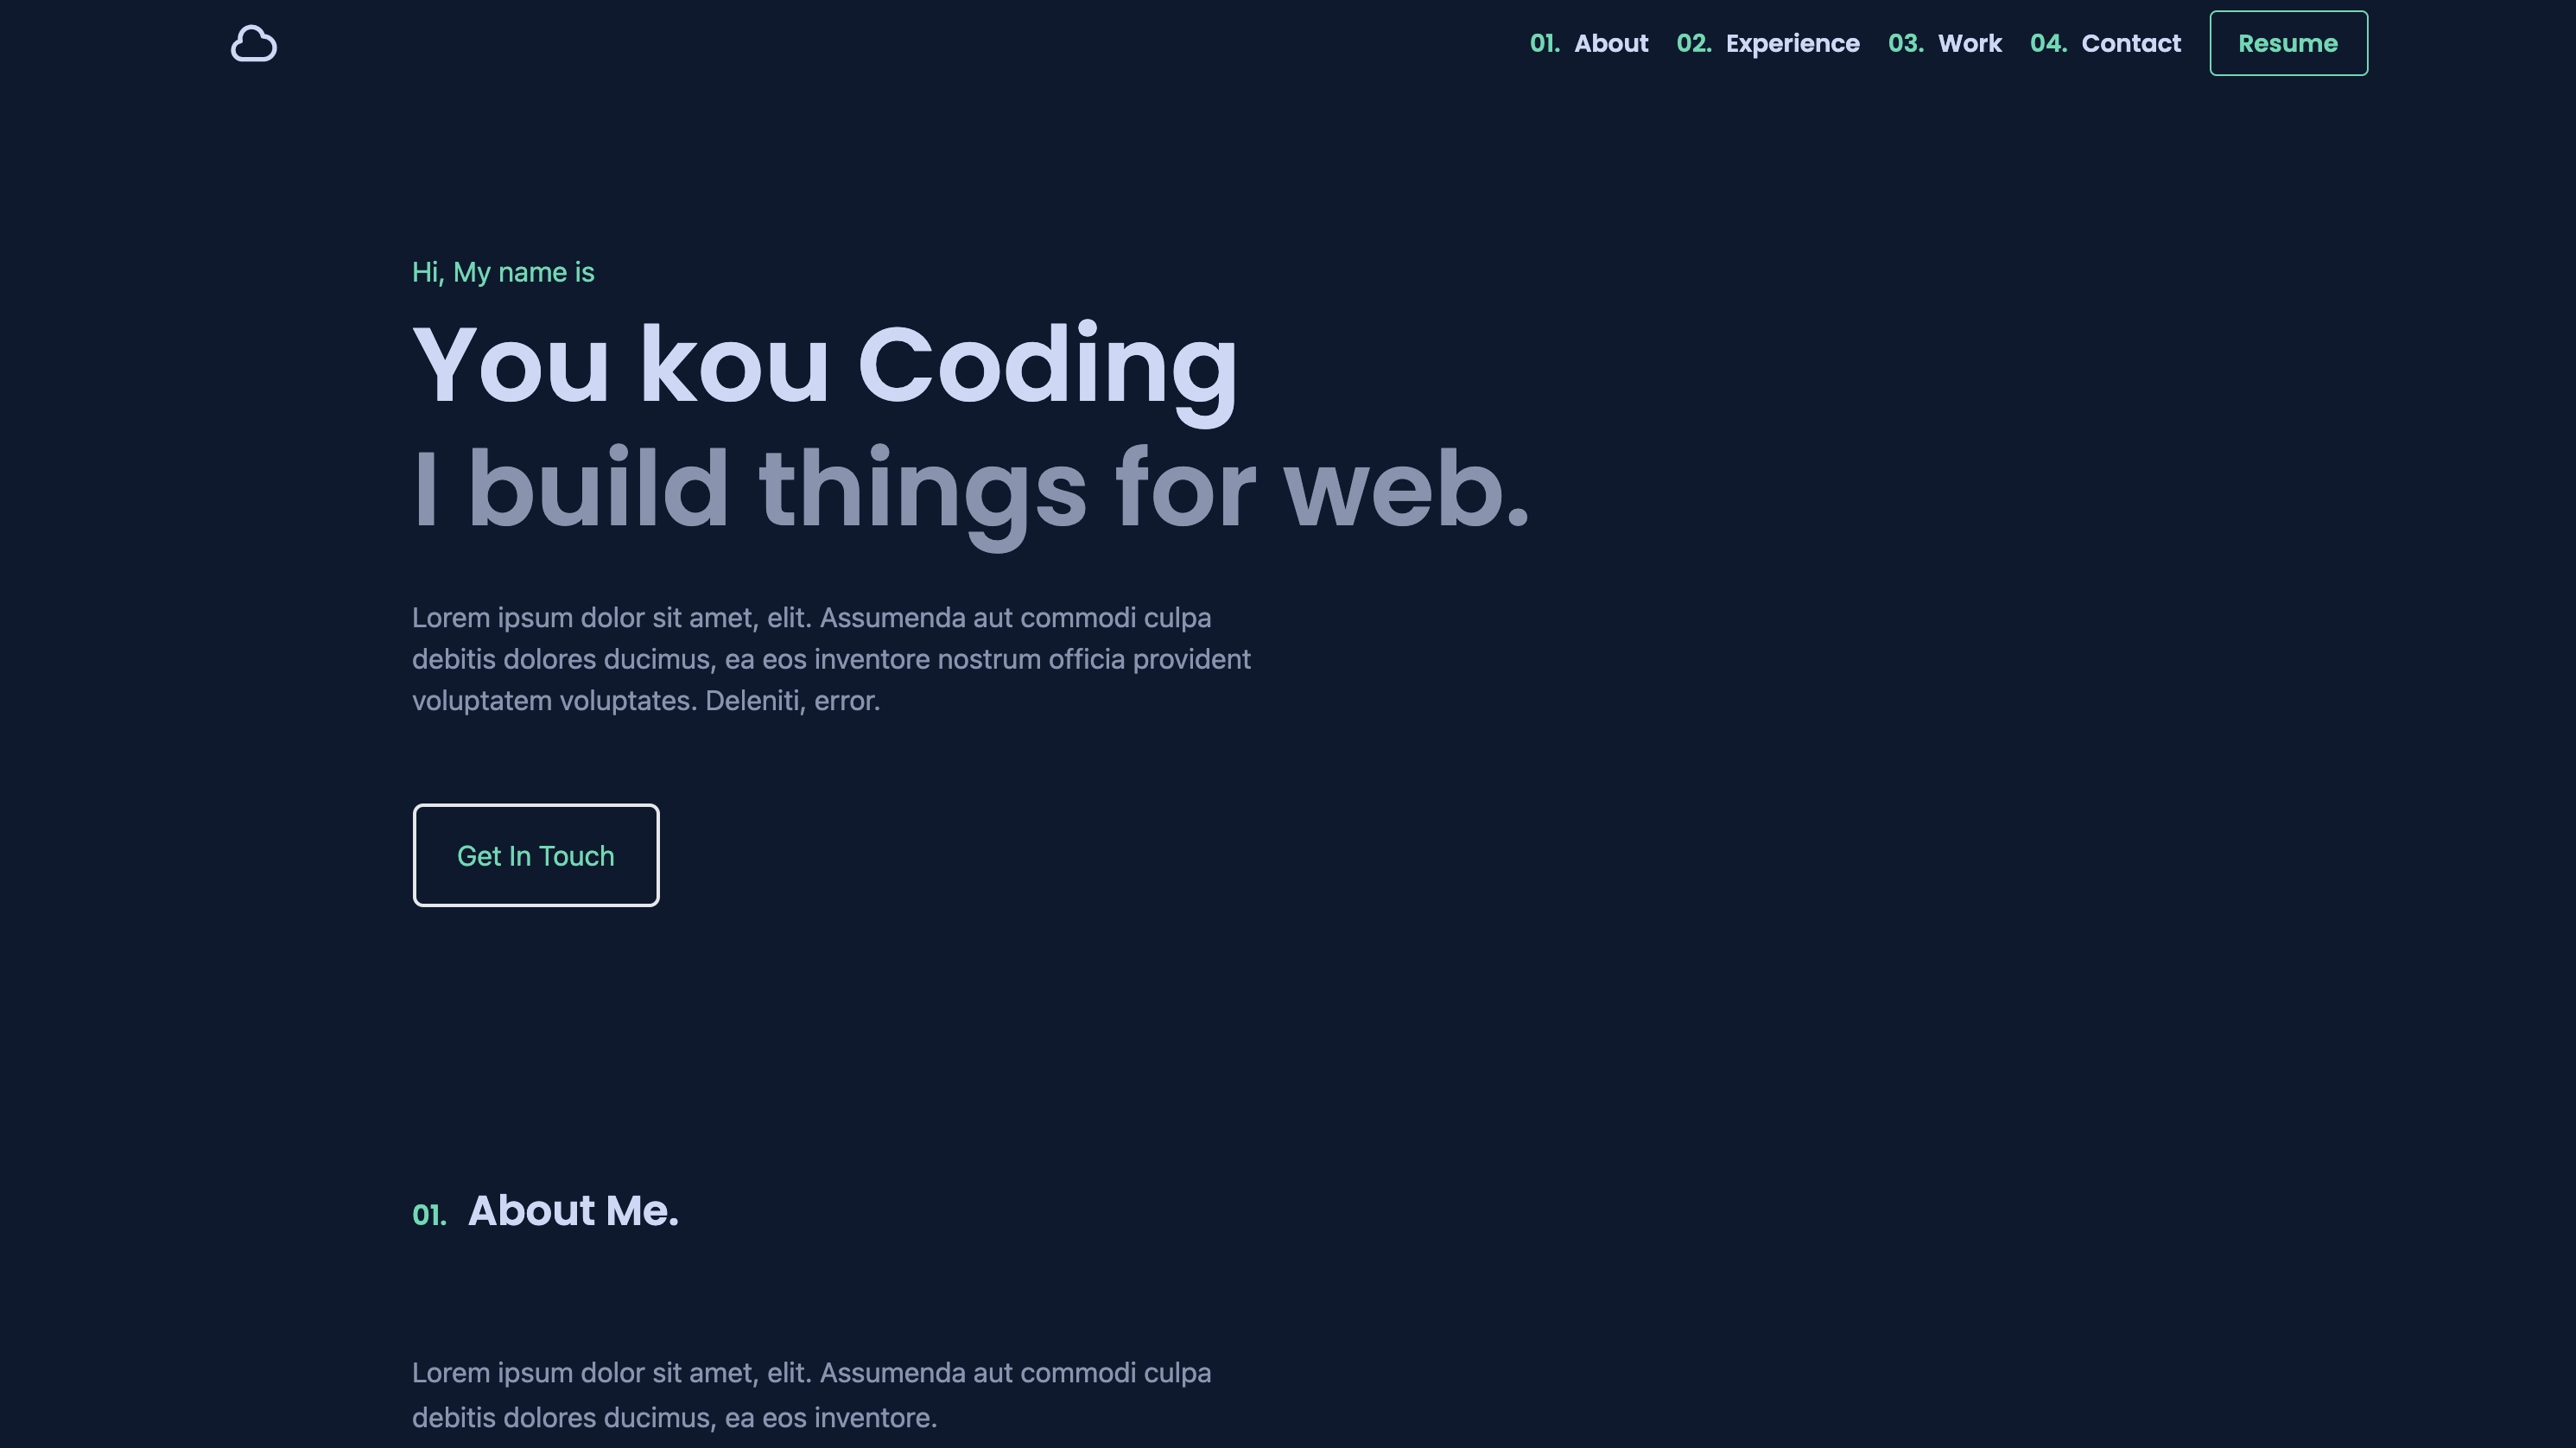 01. About 02. Experience 03. Work 04. Contact Resume
Hi, My name is
You kou Coding
I build things for web.
Lorem ipsum dolor sit amet, elit. Assumenda aut commodi culpa
debitis dolores ducimus, ea eos inventore nostrum officia provident
voluptatem voluptates. Deleniti, error.
Get In Touch
01. About Me.
Lorem ipsum dolor sit amet, elit. Assumenda aut commodi culpa
debitis dolores ducimus, ea eos inventore.